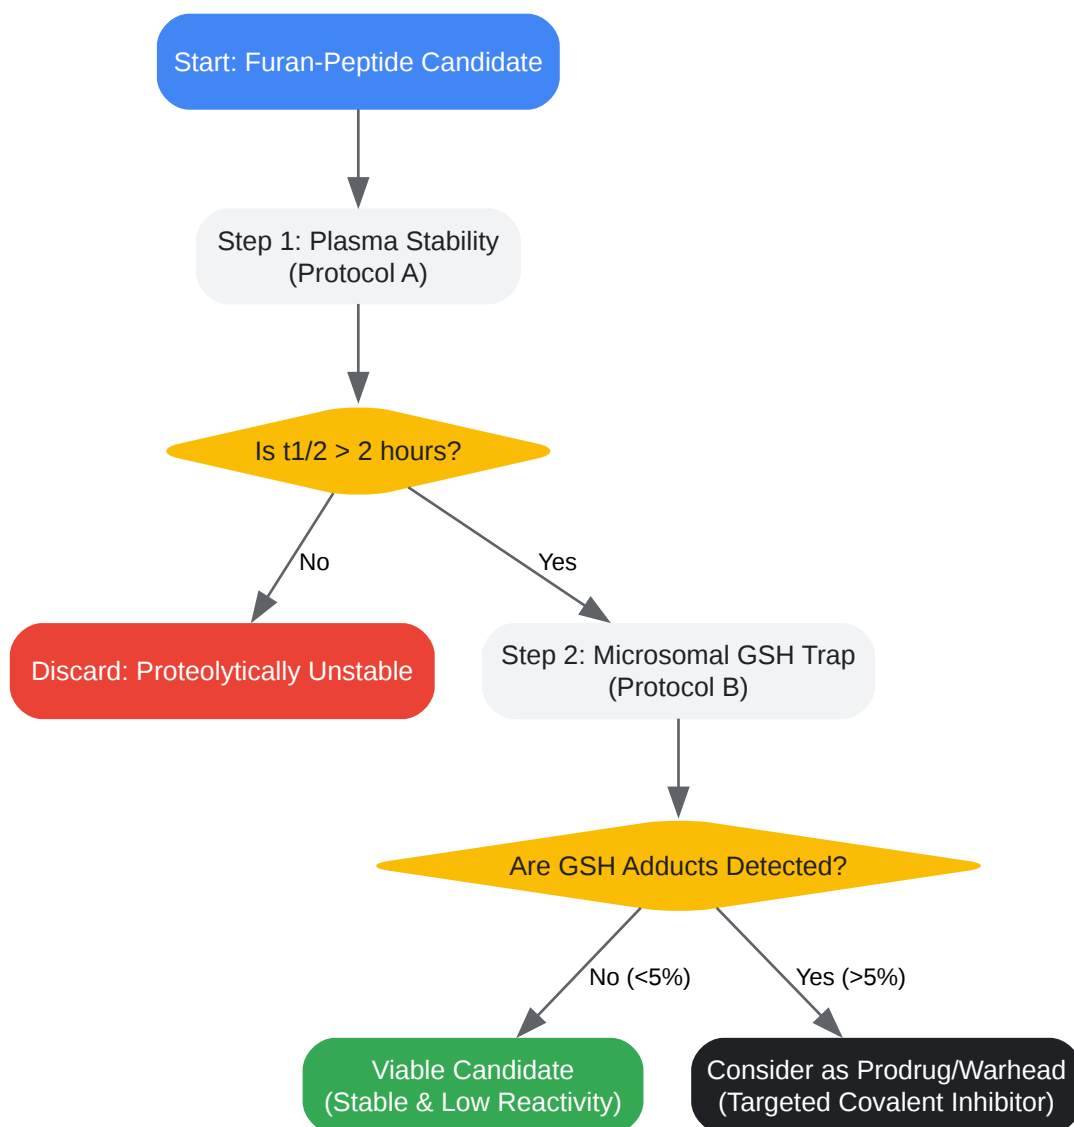 Start: Furan-Peptide Candidate
Step 1: Plasma Stability
(Protocol A)
Is t1/2 > 2 hours?
No
Yes
Discard: Proteolytically Unstable
Step 2: Microsomal GSH Trap
(Protocol B)
Are GSH Adducts Detected?
No (<5%)
Yes (>5%)
Viable Candidate
(Stable & Low Reactivity)
Consider as Prodrug/Warhead
(Targeted Covalent Inhibitor)